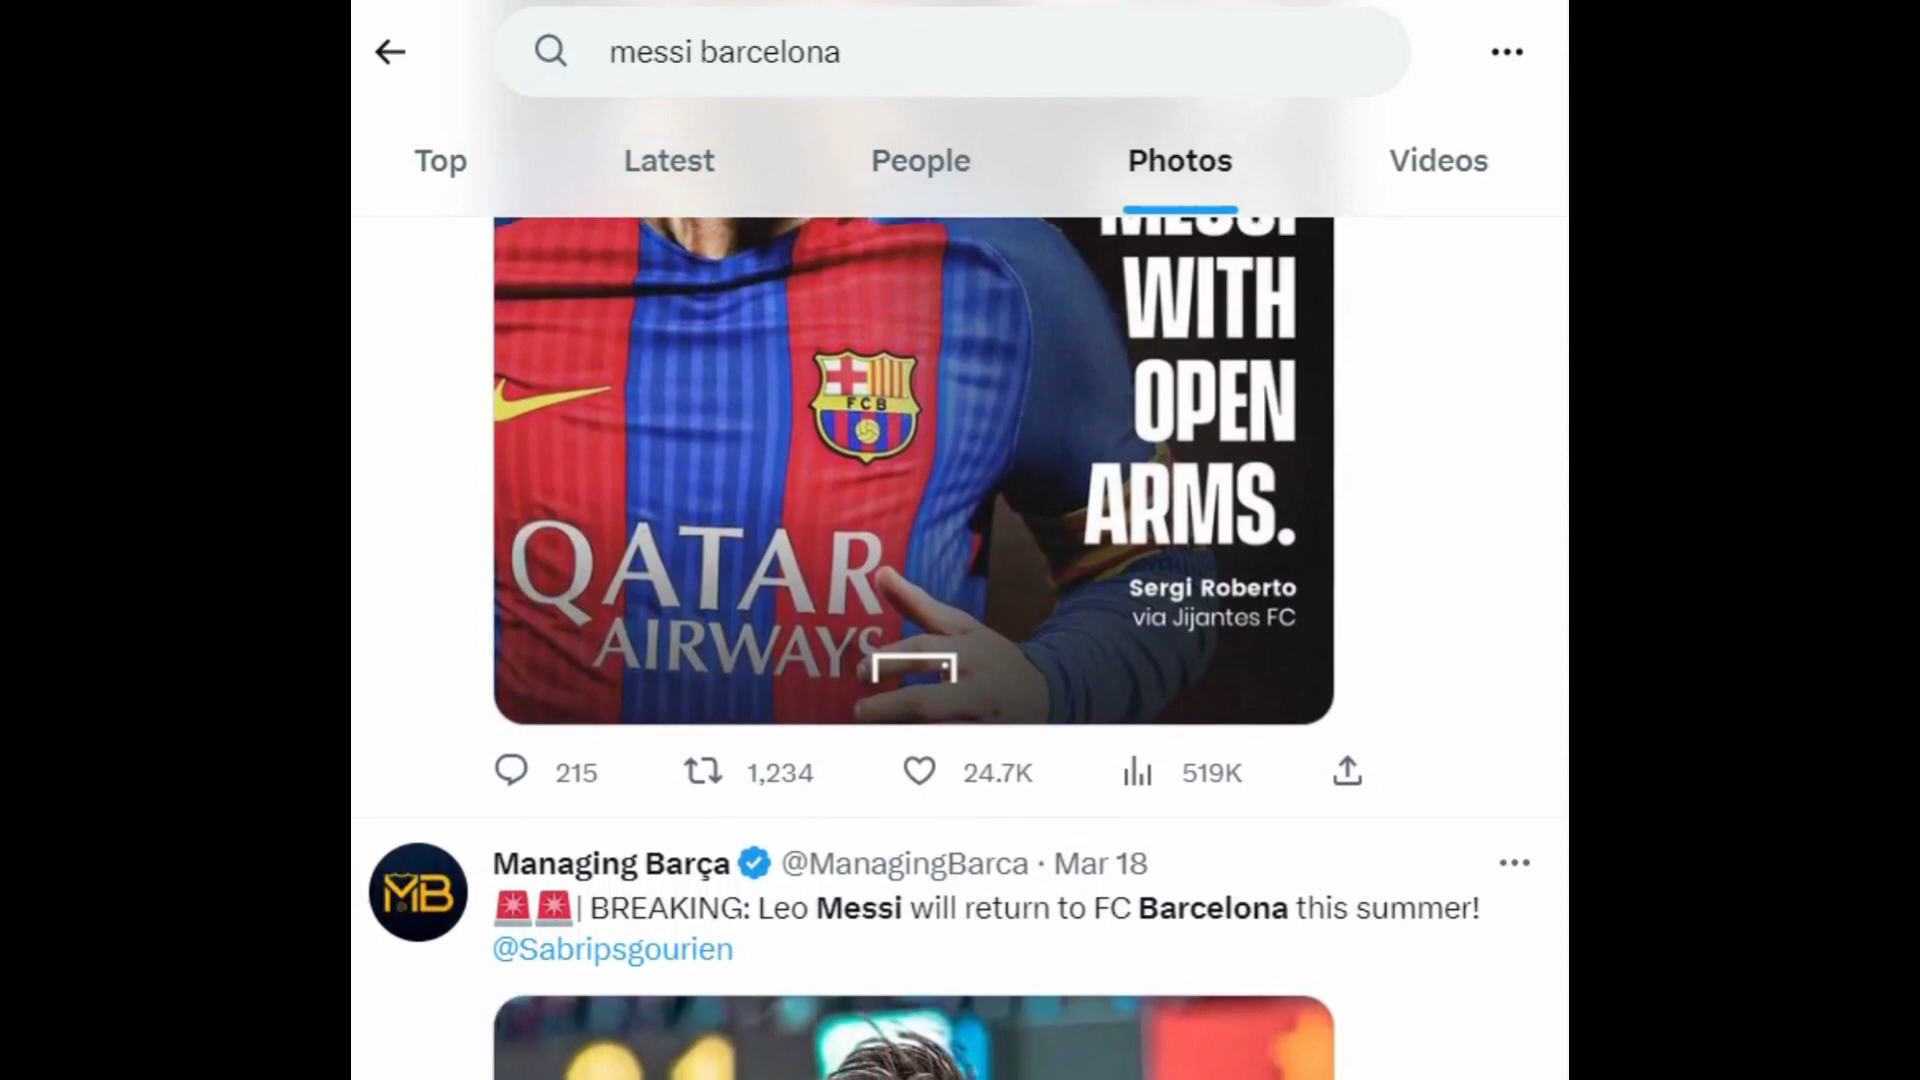 messi barcelona
Top Latest People Photos Videos
MESSI
WITH
OPEN
ARMS.
Sergi Roberto
via Jijantes FC
FCB
QATAR
AIRWAYS
215 1,234 24.7K 519K
MB
Managing Barça @ManagingBarca · Mar 18
🚨🚨| BREAKING: Leo Messi will return to FC Barcelona this summer!
@Sabripsgourien